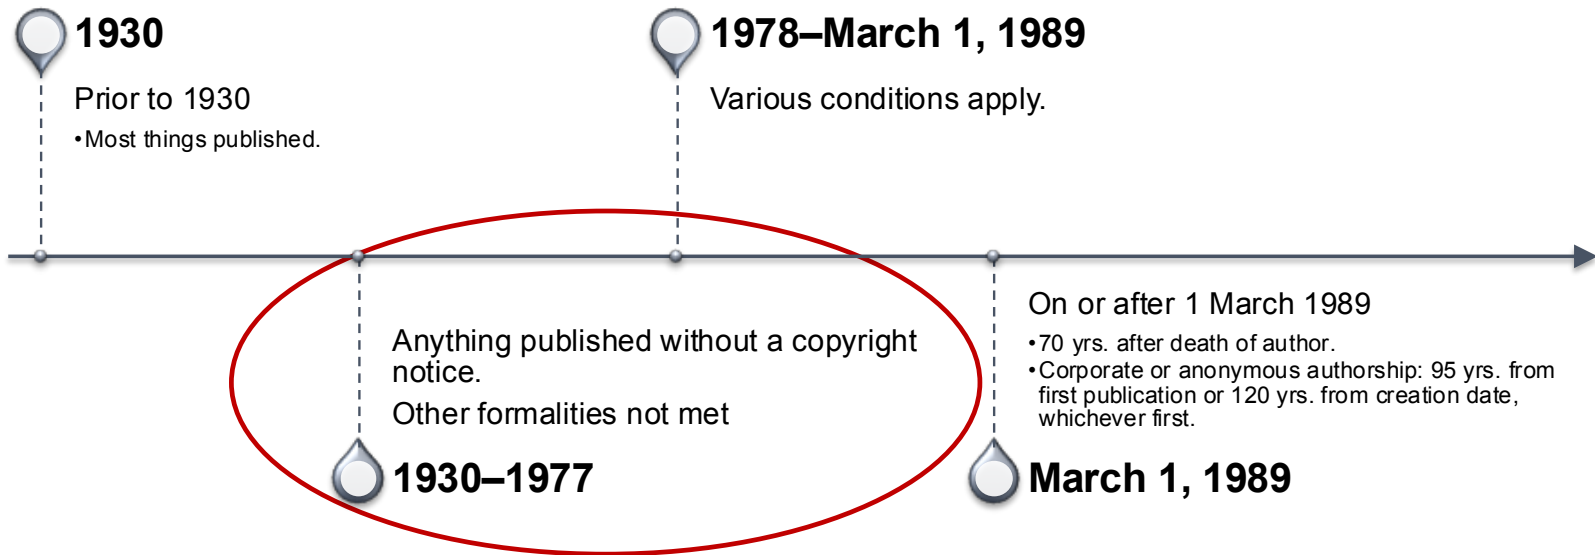 1930
Prior to 1930
•Most things published.
1978–March 1, 1989
Various conditions apply.
Anything published without a copyright
notice.
Other formalities not met
1930–1977
On or after 1 March 1989
•70 yrs. after death of author.
•Corporate or anonymous authorship: 95 yrs. from
first publication or 120 yrs. from creation date,
whichever first.
March 1, 1989